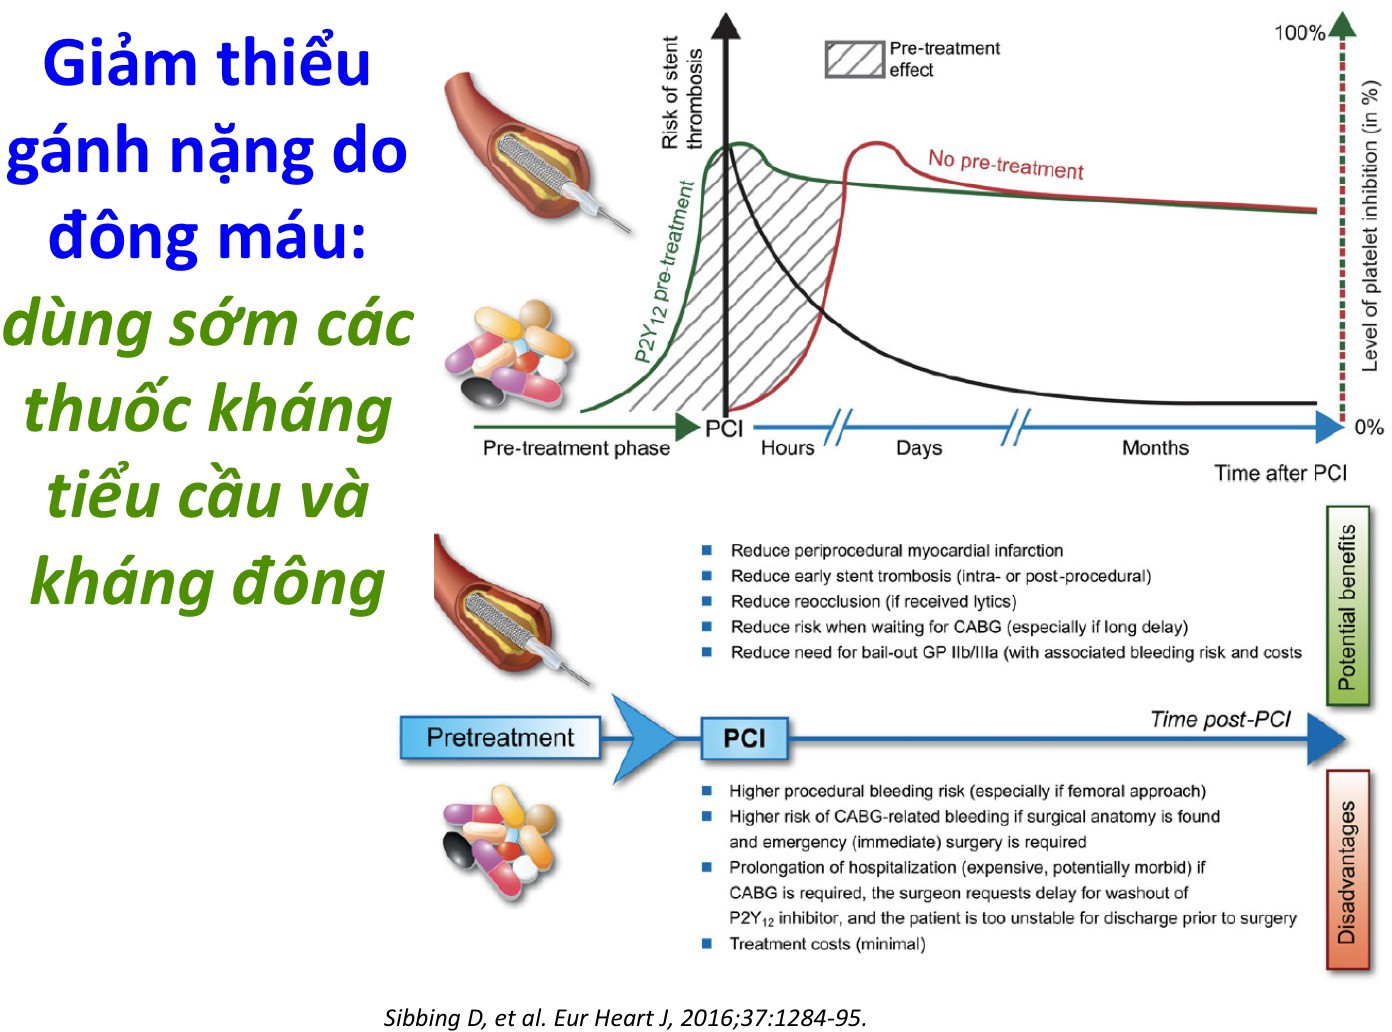 Giảm thiểu
gánh nặng do
đông máu:
dùng sớm các
thuốc kháng
tiểu cầu và
kháng đông
Risk of stent
thrombosis
Pre-treatment
effect
100%
No pre-treatment
P2Y12 pre-treatment
Level of platelet inhibition (in %)
0%
Pre-treatment phase
PCI
Hours
Days
Months
Time after PCI
Reduce periprocedural myocardial infarction
Reduce early stent trombosis (intra- or post-procedural)
Reduce reocclusion (if received lytics)
Reduce risk when waiting for CABG (especially if long delay)
Reduce need for bail-out GP IIb/IIIa (with associated bleeding risk and costs
Potential benefits
Pretreatment
PCI
Time post-PCI
Higher procedural bleeding risk (especially if femoral approach)
Higher risk of CABG-related bleeding if surgical anatomy is found
and emergency (immediate) surgery is required
Prolongation of hospitalization (expensive, potentially morbid) if
CABG is required, the surgeon requests delay for washout of
P2Y12 inhibitor, and the patient is too unstable for discharge prior to surgery
Treatment costs (minimal)
Disadvantages
Sibbing D, et al. Eur Heart J, 2016;37:1284-95.